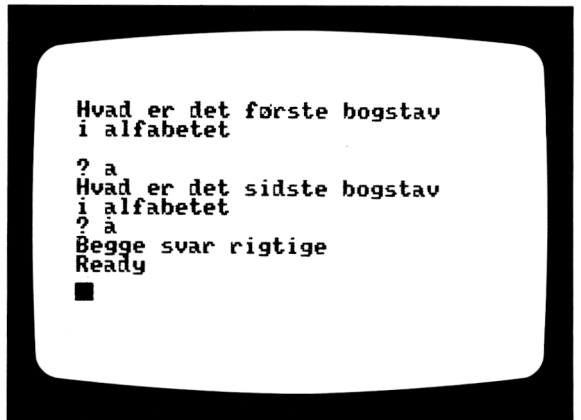 Hvad er det første bogstav
i alfabetet
? a
Hvad er det sidste bogstav
i alfabetet
? å
Begge svar rigtige
Ready